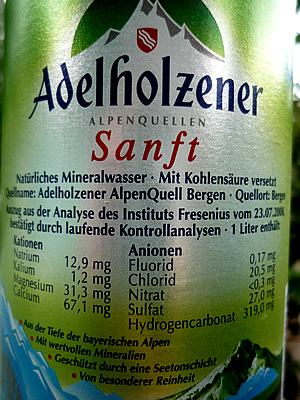 Adelholzener
ALPENQUELLEN
Sanft
Natürliches Mineralwasser · Mit Kohlensäure versetzt
Quellname: Adelholzener AlpenQuell Bergen · Quellort: Bergen
Auszug aus der Analyse des Instituts Fresenius vom 23.07.2008,
bestätigt durch laufende Kontrollanalysen · 1 Liter enthält:
Kationen Anionen
Natrium 12,9 mg Fluorid 0,17 mg
Kalium 1,2 mg Chlorid 20,5 mg
Magnesium 31,3 mg Nitrat <0,3 mg
Calcium 67,1 mg Sulfat 27,0 mg
Hydrogencarbonat 319,0 mg
• Aus der Tiefe der bayerischen Alpen
• Mit wertvollen Mineralien
• Geschützt durch eine Seetonschicht
• Von besonderer Reinheit